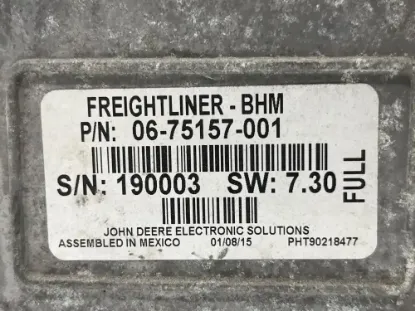 FREIGHTLINER - BHM
P/N: 06-75157-001
S/N: 190003 SW: 7.30
FULL
JOHN DEERE ELECTRONIC SOLUTIONS
ASSEMBLED IN MEXICO 01/08/15 PHT90218477